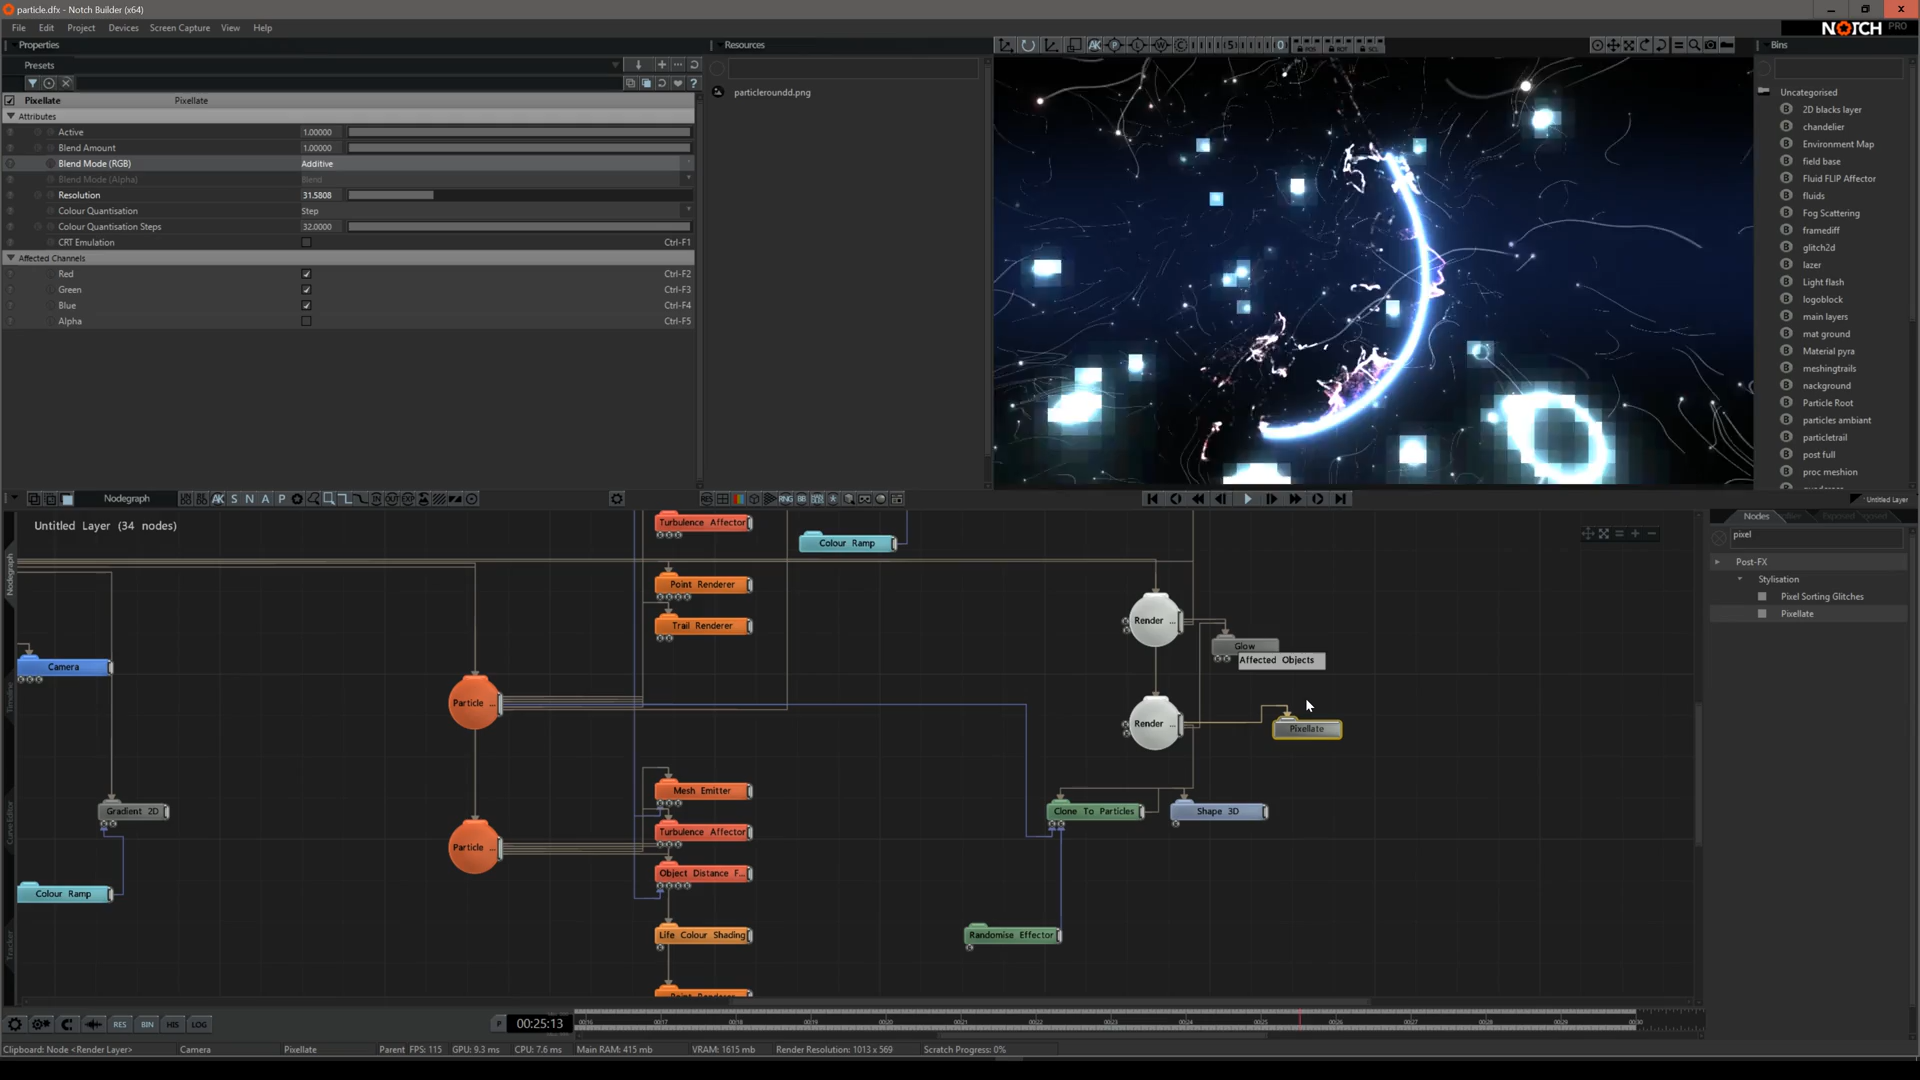 particle.dfx - Notch Builder (x64)
File Edit Project Devices Screen Capture View Help
NOTCH PRO
Properties
Presets
Pixellate Pixellate
Attributes
Active 1.00000
Blend Amount 1.00000
Blend Mode (RGB) Additive
Blend Mode (Alpha) Blend
Resolution 31.5808
Colour Quantisation Step
Colour Quantisation Steps 32.0000
CRT Emulation Ctrl-F1
Affected Channels
Red Ctrl-F2
Green Ctrl-F3
Blue Ctrl-F4
Alpha Ctrl-F5
Resources
particleroundd.png
Bins
Uncategorised
2D blacks layer
chandelier
Environment Map
field base
Fluid FLIP Affector
fluids
Fog Scattering
framediff
glitch2d
lazer
Light flash
logoblock
main layers
mat ground
Material pyra
meshingtrails
nackground
Particle Root
particles ambiant
particletrail
post full
proc meshion
Nodegraph
AK S N A P
Untitled Layer
Untitled Layer (34 nodes)
Nodegraph
Timeline
Curve Editor
Tracker
Turbulence Affector
Colour Ramp
Point Renderer
Trail Renderer
Render ...
Glow
Affected Objects
Camera
Particle ...
Render ...
Pixellate
Mesh Emitter
Gradient 2D
Clone To Particles
Shape 3D
Turbulence Affector
Particle ...
Object Distance F...
Colour Ramp
Life Colour Shading
Randomise Effector
Nodes
pixel
Post-FX
Stylisation
Pixel Sorting Glitches
Pixellate
RES BIN HIS LOG
P 00:25:13
Clipboard: Node <Render Layer> Camera Pixellate Parent FPS: 115 GPU: 9.3 ms CPU: 7.6 ms Main RAM: 415 mb VRAM: 1615 mb Render Resolution: 1013 x 569 Scratch Progress: 0%